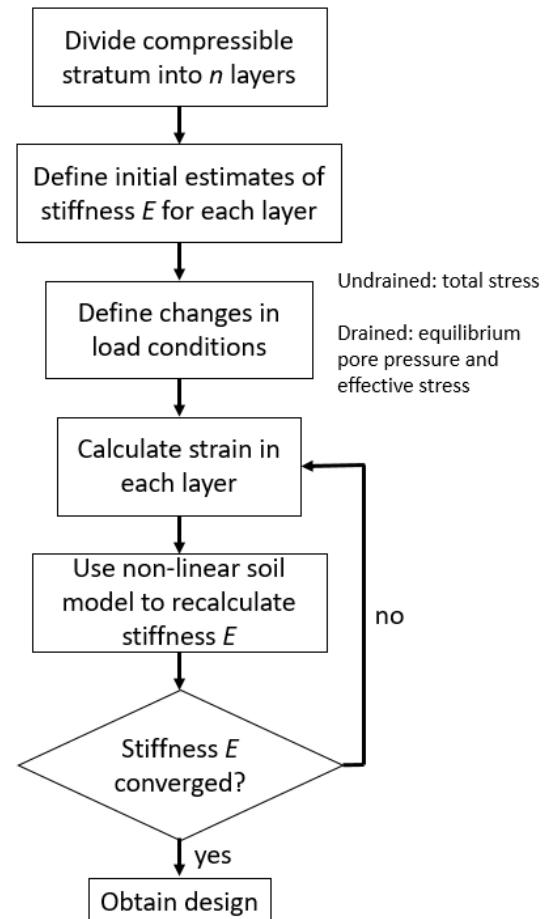 Divide compressible
stratum into n layers
Define initial estimates of
stiffness E for each layer
Define changes in
load conditions
Undrained: total stress
Drained: equilibrium
pore pressure and
effective stress
Calculate strain in
each layer
Use non-linear soil
model to recalculate
stiffness E
no
Stiffness E
converged?
yes
Obtain design